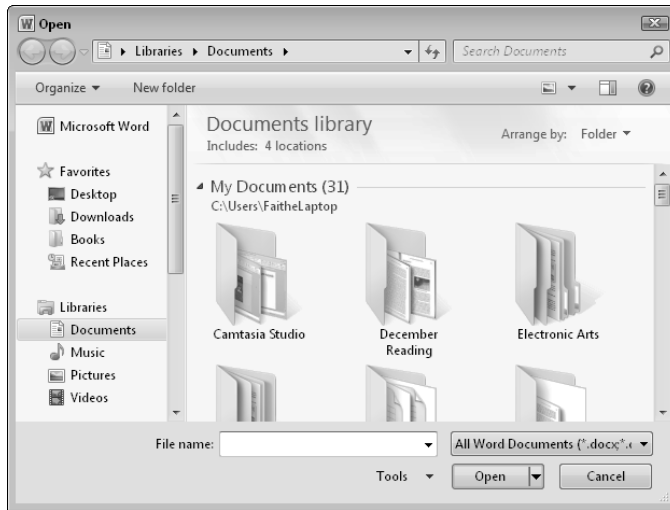 Open
Libraries Documents
Search Documents
Organize New folder
Microsoft Word
Favorites
Desktop
Downloads
Books
Recent Places
Libraries
Documents
Music
Pictures
Videos
Documents library
Includes: 4 locations
Arrange by: Folder
My Documents (31)
C:\Users\FaitheLaptop
Camtasia Studio
December
Reading
Electronic Arts
File name:
All Word Documents (*.docx;*.
Tools Open Cancel